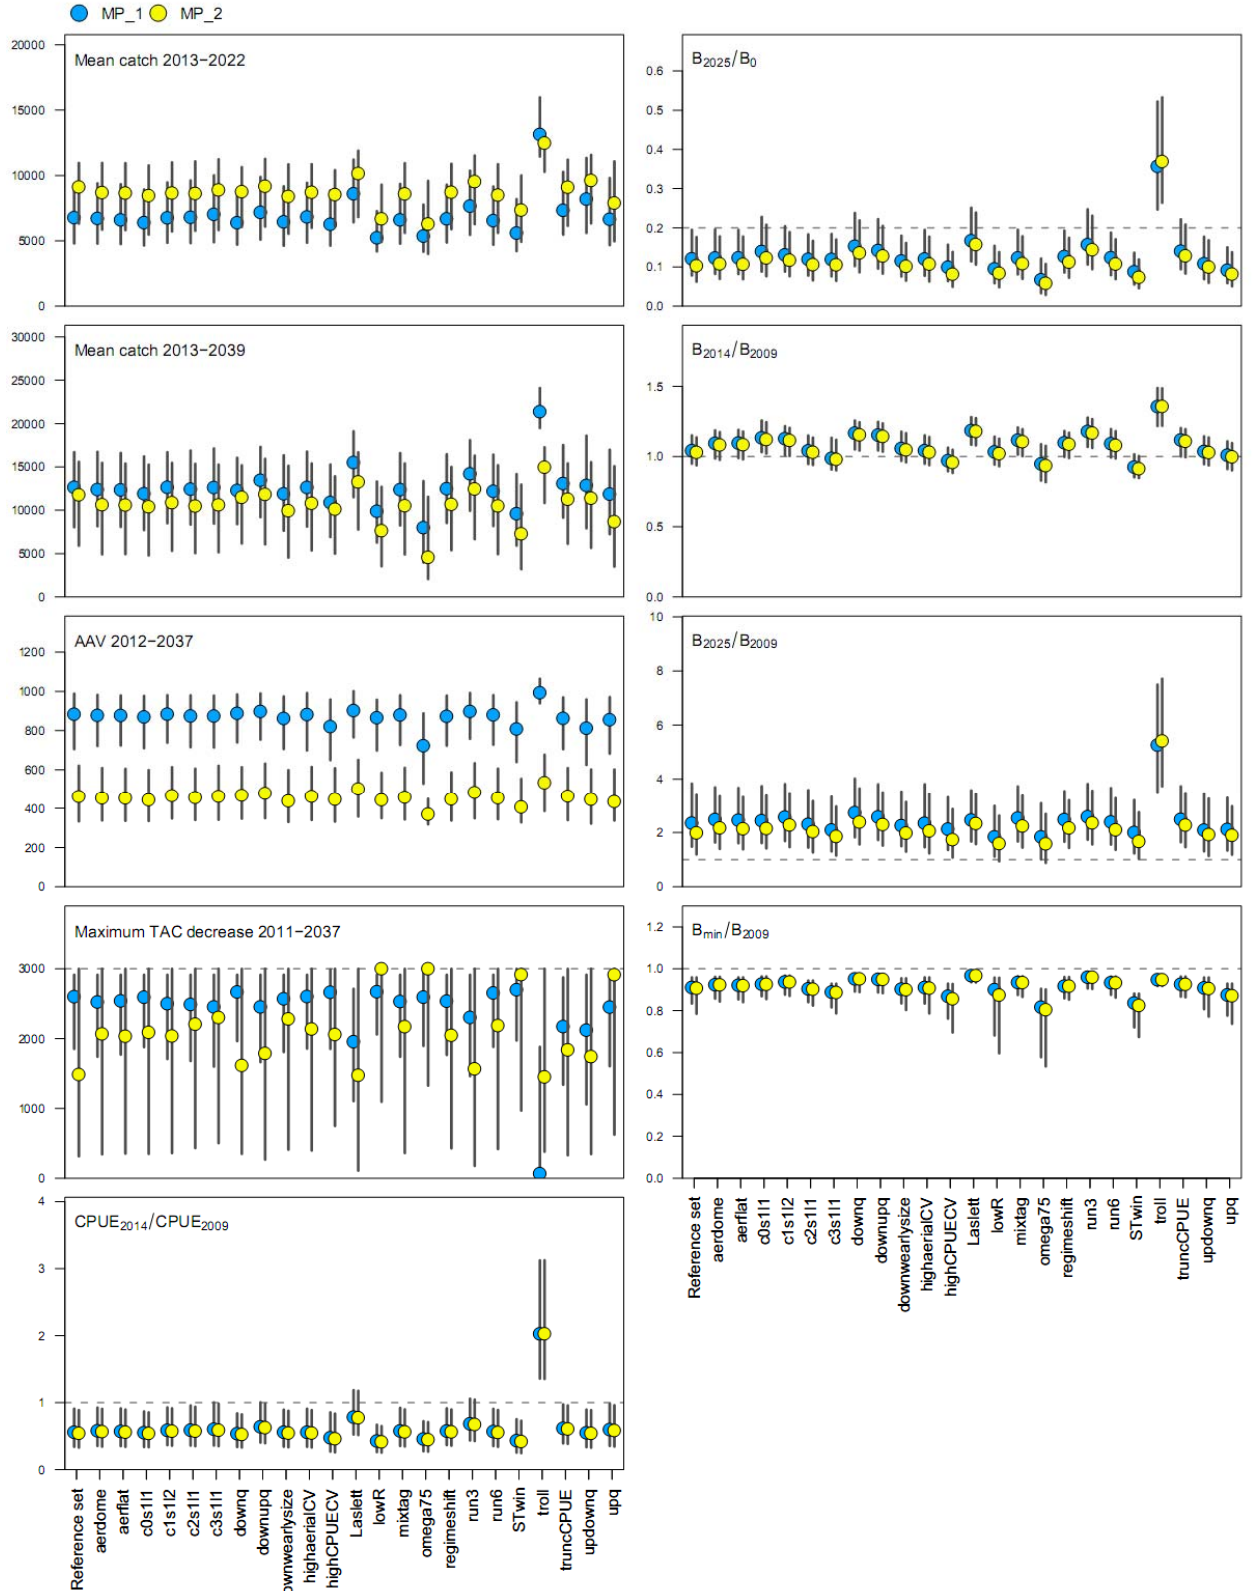 MP_1 MP_2
Mean catch 2013−2022
20000
15000
10000
5000
0
Mean catch 2013−2039
30000
25000
20000
15000
10000
5000
0
AAV 2012−2037
1200
1000
800
600
400
200
0
Maximum TAC decrease 2011−2037
3000
2000
1000
0
CPUE2014/CPUE2009
4
3
2
1
0
Reference set
aerdome
aerflat
c0s1l1
c1s1l2
c2s1l1
c3s1l1
downq
downupq
ownwearlysize
highaerialCV
highCPUECV
Laslett
lowR
mixtag
omega75
regimeshift
run3
run6
STwin
troll
truncCPUE
updownq
upq
B2025/B0
0.6
0.5
0.4
0.3
0.2
0.1
0.0
B2014/B2009
1.5
1.0
0.5
0.0
B2025/B2009
10
8
6
4
2
0
Bmin/B2009
1.2
1.0
0.8
0.6
0.4
0.2
0.0
Reference set
aerdome
aerflat
c0s1l1
c1s1l2
c2s1l1
c3s1l1
downq
downupq
downwearlysize
highaerialCV
highCPUECV
Laslett
lowR
mixtag
omega75
regimeshift
run3
run6
STwin
troll
truncCPUE
updownq
upq